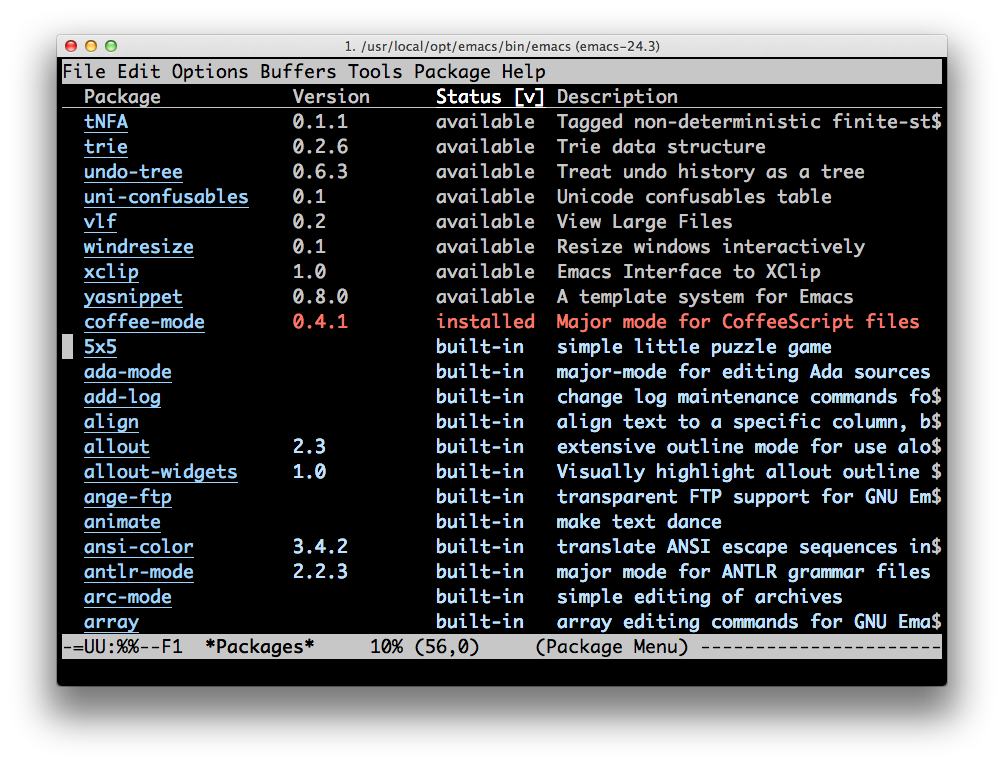 1. /usr/local/opt/emacs/bin/emacs (emacs-24.3)
File Edit Options Buffers Tools Package Help
Package Version Status [v] Description
tNFA 0.1.1 available Tagged non-deterministic finite-st$
trie 0.2.6 available Trie data structure
undo-tree 0.6.3 available Treat undo history as a tree
uni-confusables 0.1 available Unicode confusables table
vlf 0.2 available View Large Files
windresize 0.1 available Resize windows interactively
xclip 1.0 available Emacs Interface to XClip
yasnippet 0.8.0 available A template system for Emacs
coffee-mode 0.4.1 installed Major mode for CoffeeScript files
5x5 built-in simple little puzzle game
ada-mode built-in major-mode for editing Ada sources
add-log built-in change log maintenance commands fo$
align built-in align text to a specific column, b$
allout 2.3 built-in extensive outline mode for use alo$
allout-widgets 1.0 built-in Visually highlight allout outline $
ange-ftp built-in transparent FTP support for GNU Em$
animate built-in make text dance
ansi-color 3.4.2 built-in translate ANSI escape sequences in$
antlr-mode 2.2.3 built-in major mode for ANTLR grammar files
arc-mode built-in simple editing of archives
array built-in array editing commands for GNU Ema$
-=UU:%%--F1 *Packages* 10% (56,0) (Package Menu) ----------------------